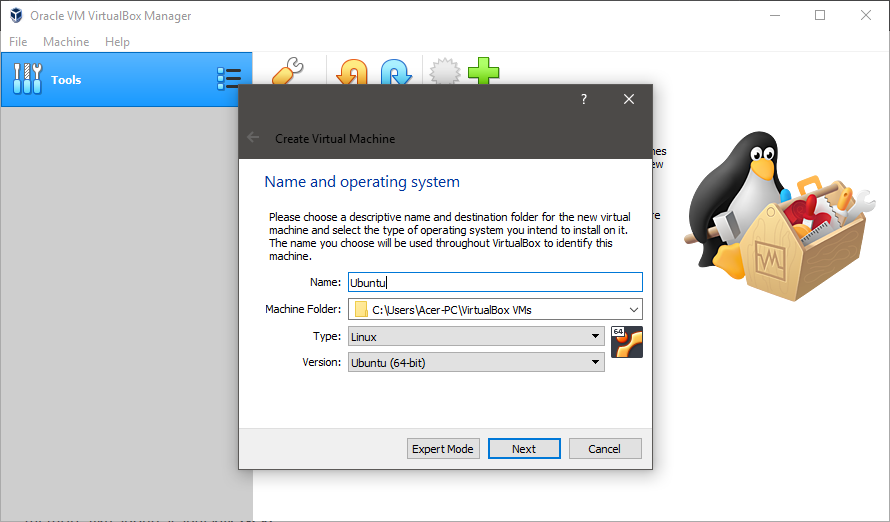 Oracle VM VirtualBox Manager
File Machine Help
Tools
?
Create Virtual Machine
nes
ew
Name and operating system
Please choose a descriptive name and destination folder for the new virtual
machine and select the type of operating system you intend to install on it.
The name you choose will be used throughout VirtualBox to identify this
machine.
re
Name: Ubuntu
Machine Folder: C:\Users\Acer-PC\VirtualBox VMs
Type: Linux
64
Version: Ubuntu (64-bit)
Expert Mode Next Cancel